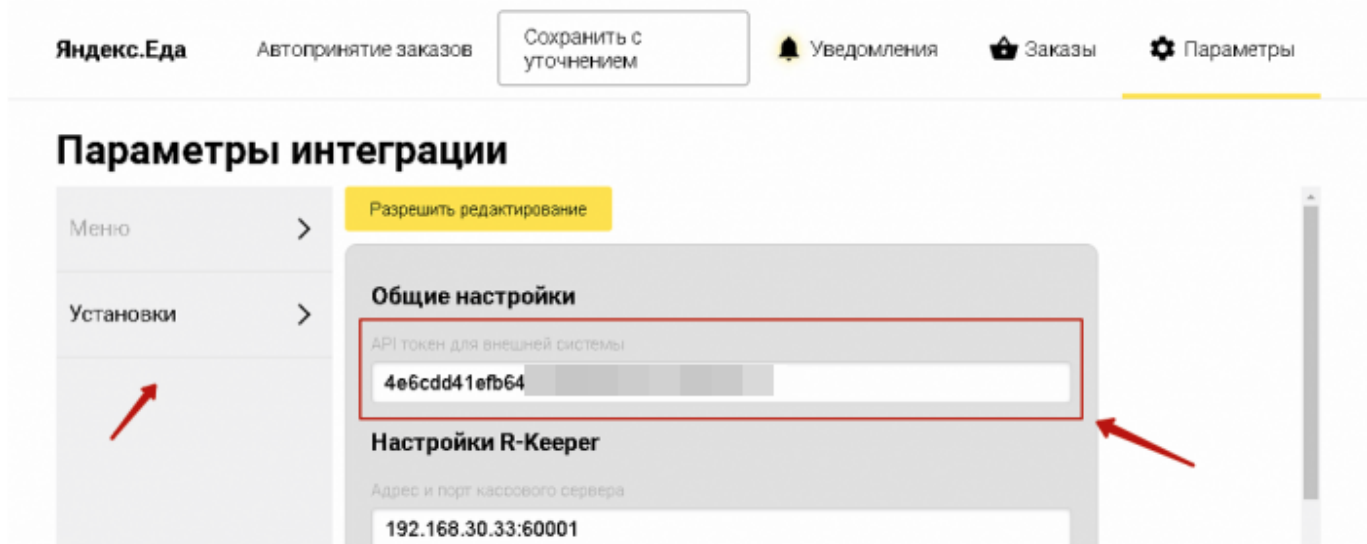 Яндекс.Еда
Автопринятие заказов
Сохранить с
уточнением
Уведомления
Заказы
Параметры
Параметры интеграции
Меню
Установки
Разрешить редактирование
Общие настройки
API токен для внешней системы
4e6cdd41efb64
Настройки R-Keeper
Адрес и порт кассового сервера
192.168.30.33:60001